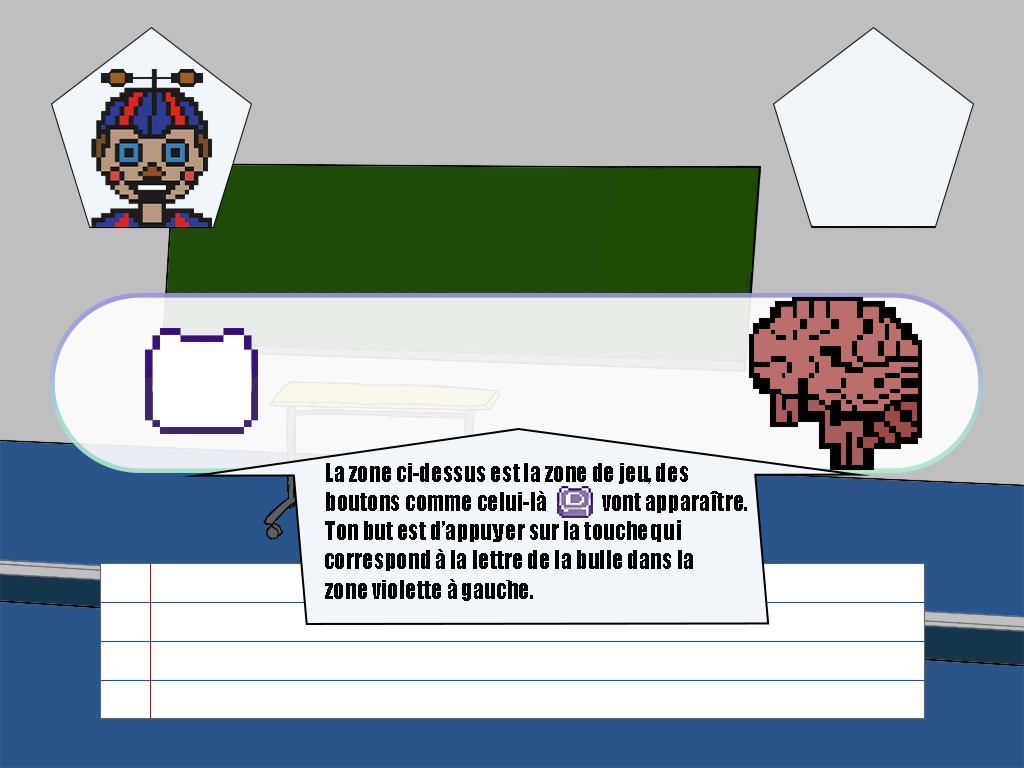 La zone ci-dessus est la zone de jeu, des
boutons comme celui-là D vont apparaître.
Ton but est d'appuyer sur la touche qui
correspond à la lettre de la bulle dans la
zone violette à gauche.